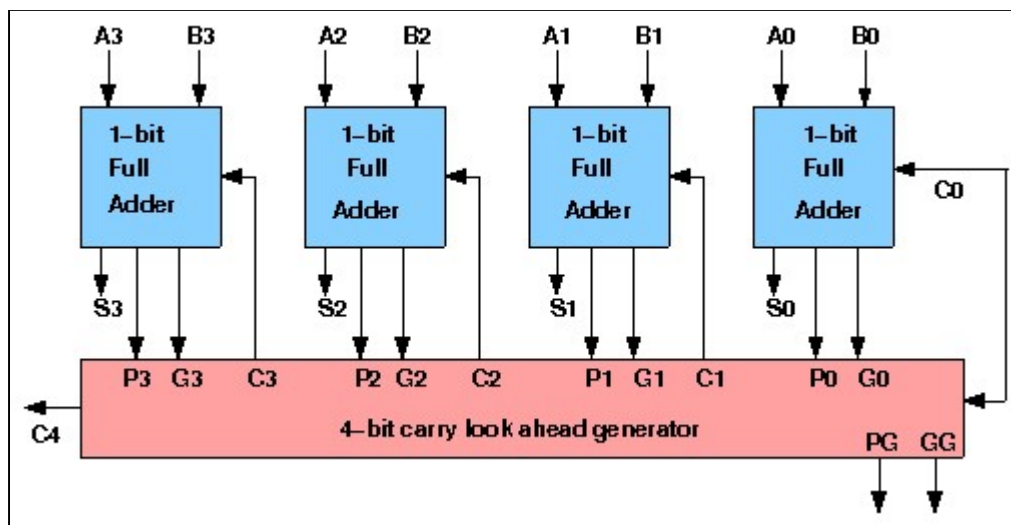 A3 B3 A2 B2 A1 B1 A0 B0
1-bit Full Adder
1-bit Full Adder
1-bit Full Adder
1-bit Full Adder
C0
S3 S2 S1 S0
P3 G3 C3 P2 G2 C2 P1 G1 C1 P0 G0
C4
4-bit carry look ahead generator
PG GG